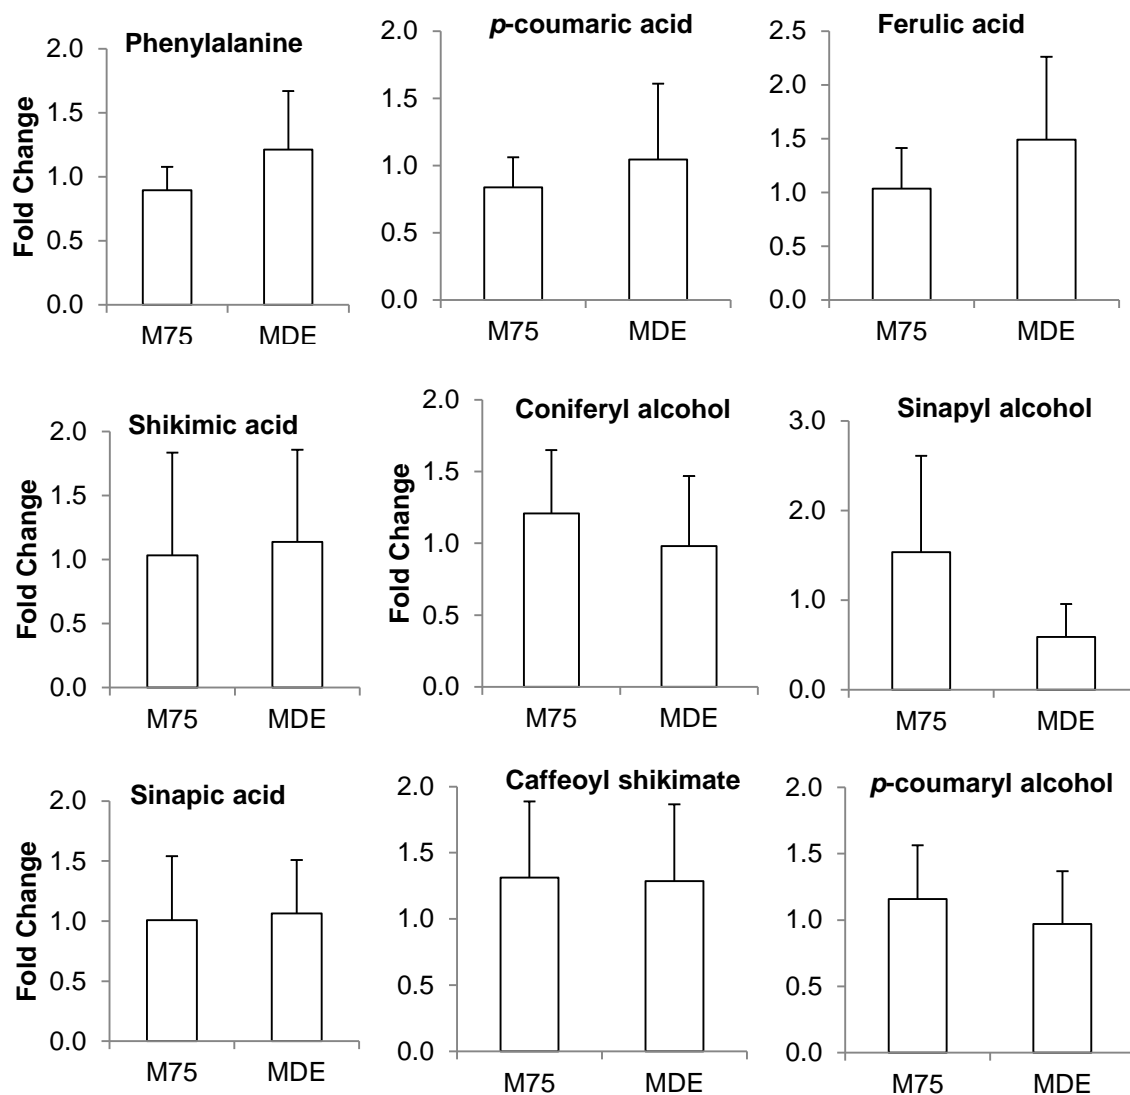 Phenylalanine
2.0
1.5
1.0
0.5
0.0
Fold Change
M75 MDE
p-coumaric acid
2.0
1.5
1.0
0.5
0.0
M75 MDE
Ferulic acid
2.5
2.0
1.5
1.0
0.5
0.0
M75 MDE
Shikimic acid
2.0
1.5
1.0
0.5
0.0
Fold Change
M75 MDE
Coniferyl alcohol
2.0
1.5
1.0
0.5
0.0
Fold Change
M75 MDE
Sinapyl alcohol
3.0
2.0
1.0
0.0
M75 MDE
Sinapic acid
2.0
1.5
1.0
0.5
0.0
Fold Change
M75 MDE
Caffeoyl shikimate
2.0
1.5
1.0
0.5
0.0
M75 MDE
p-coumaryl alcohol
2.0
1.5
1.0
0.5
0.0
M75 MDE